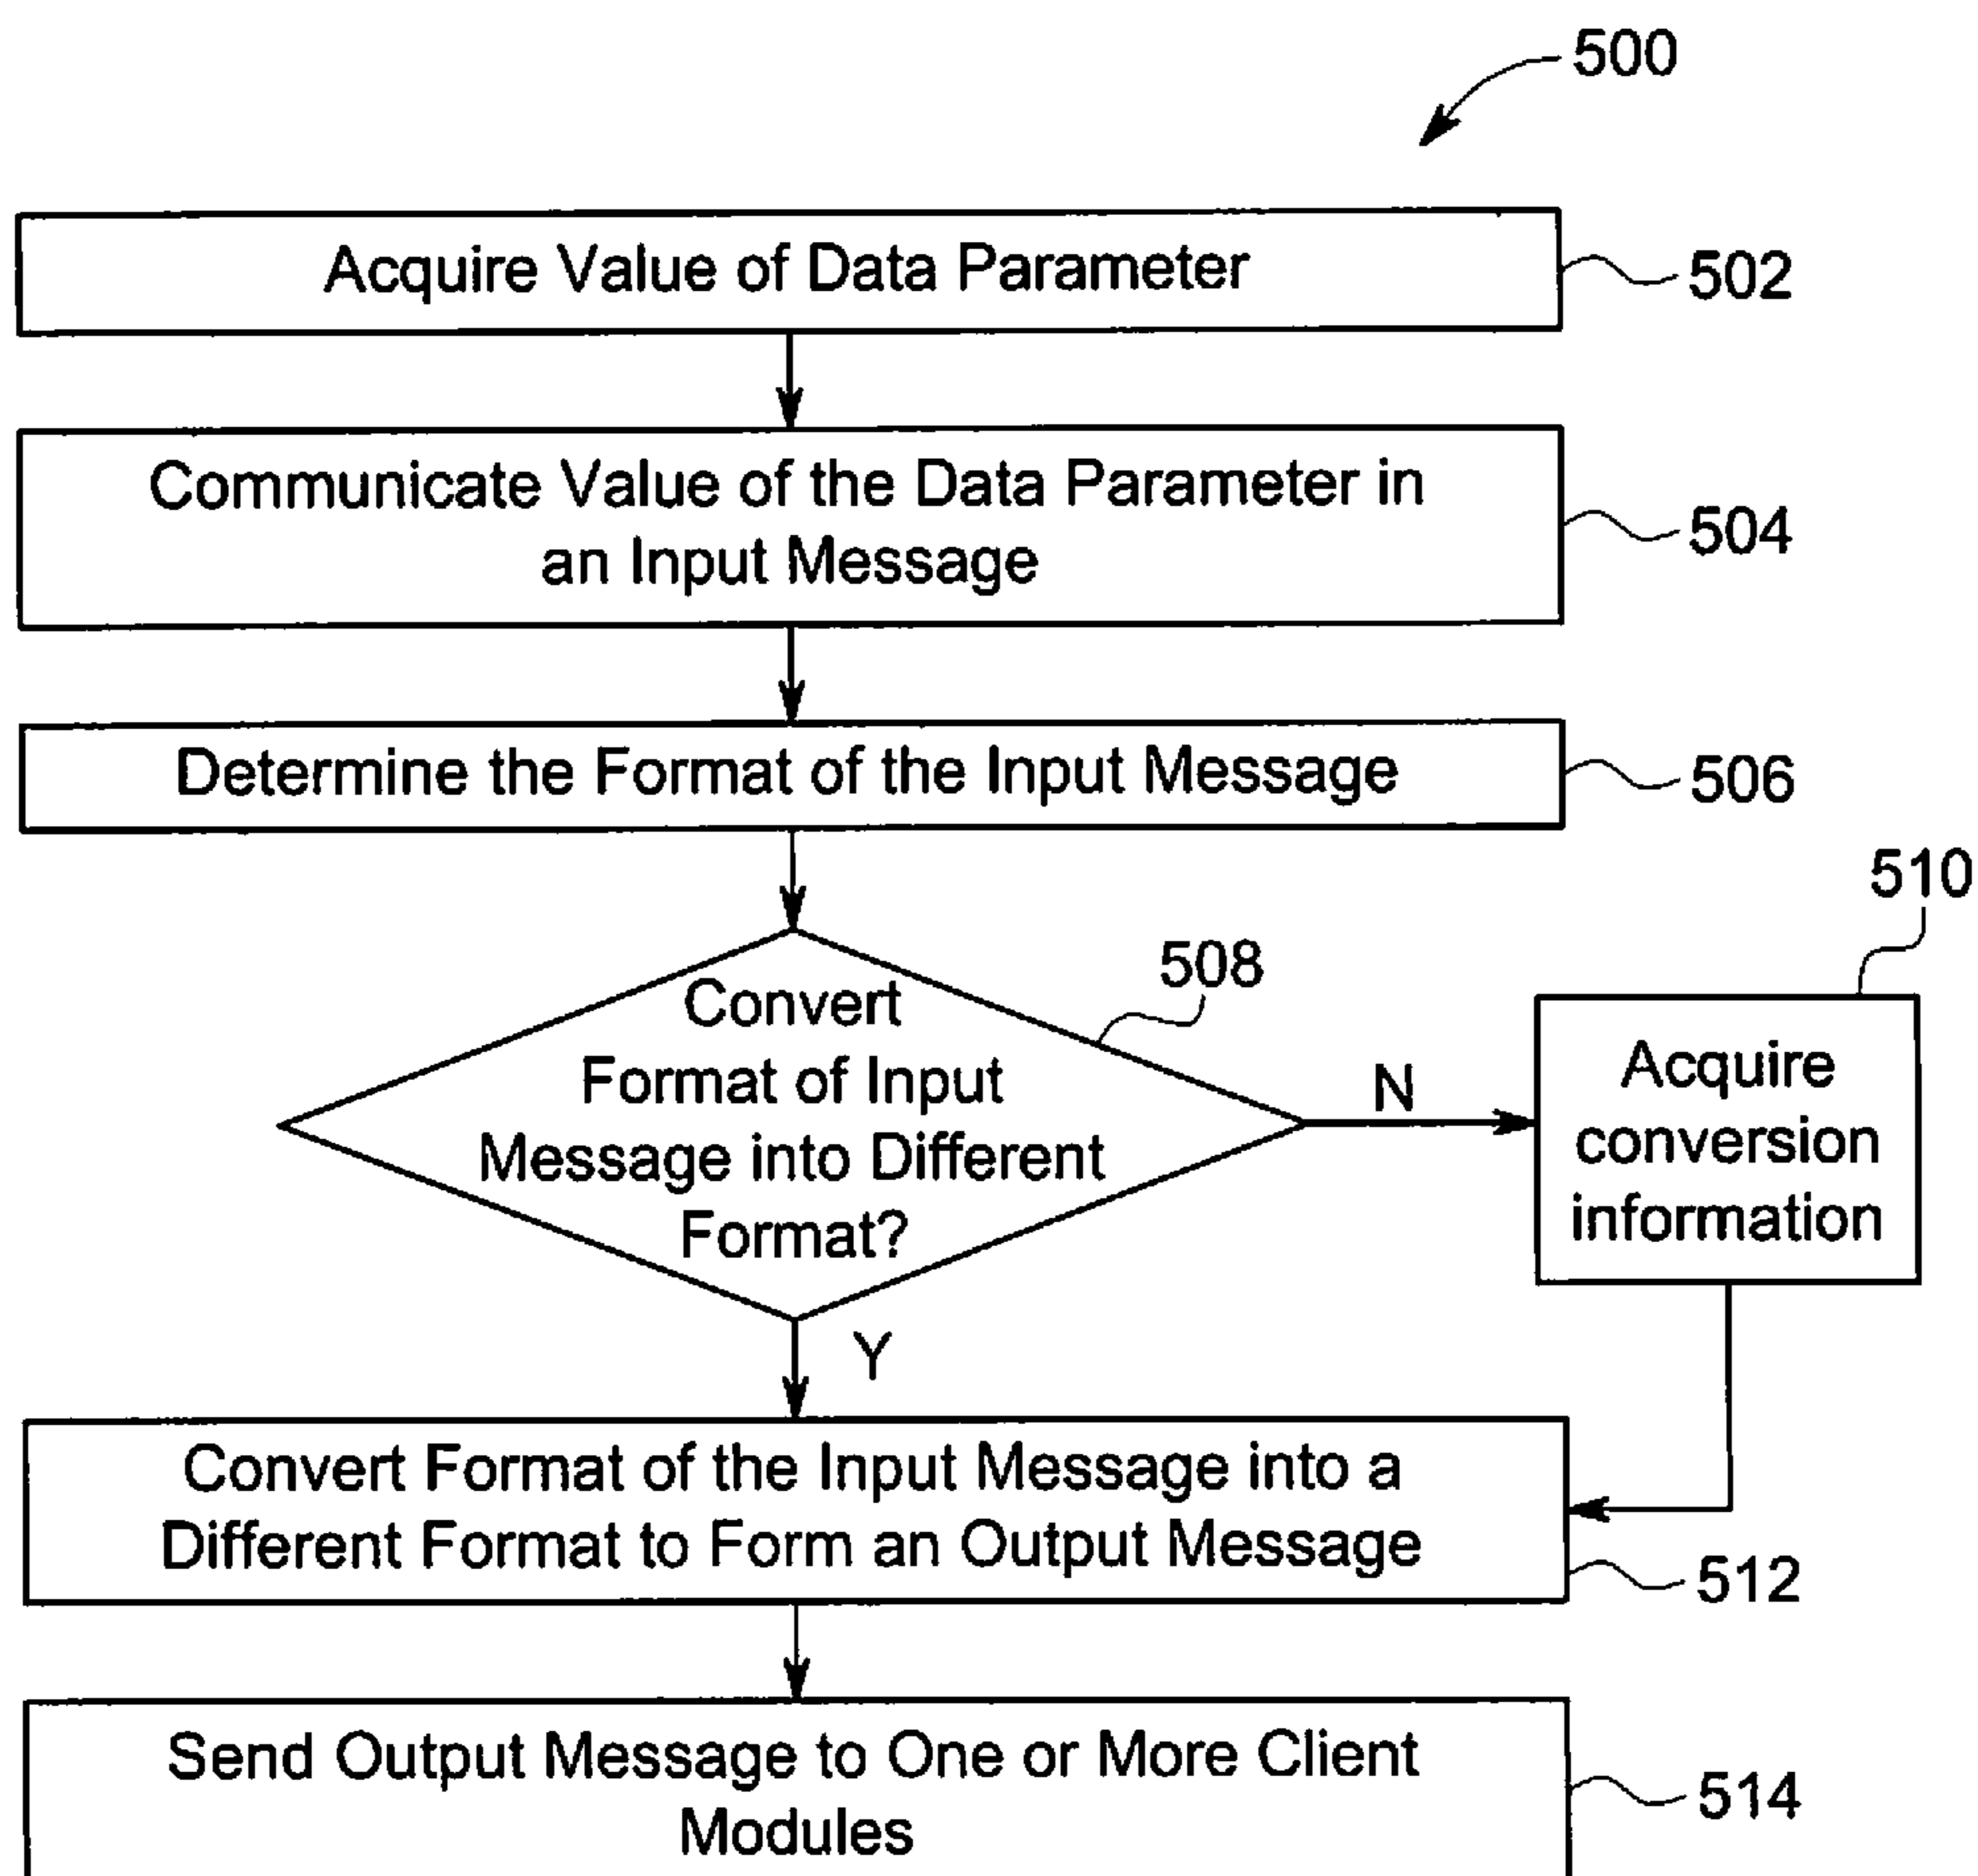 500
Acquire Value of Data Parameter
502
Communicate Value of the Data Parameter in
an Input Message
504
Determine the Format of the Input Message
506
508
510
Convert
Format of Input
Message into Different
Format?
N
Acquire
conversion
information
Y
Convert Format of the Input Message into a
Different Format to Form an Output Message
512
Send Output Message to One or More Client
Modules
514